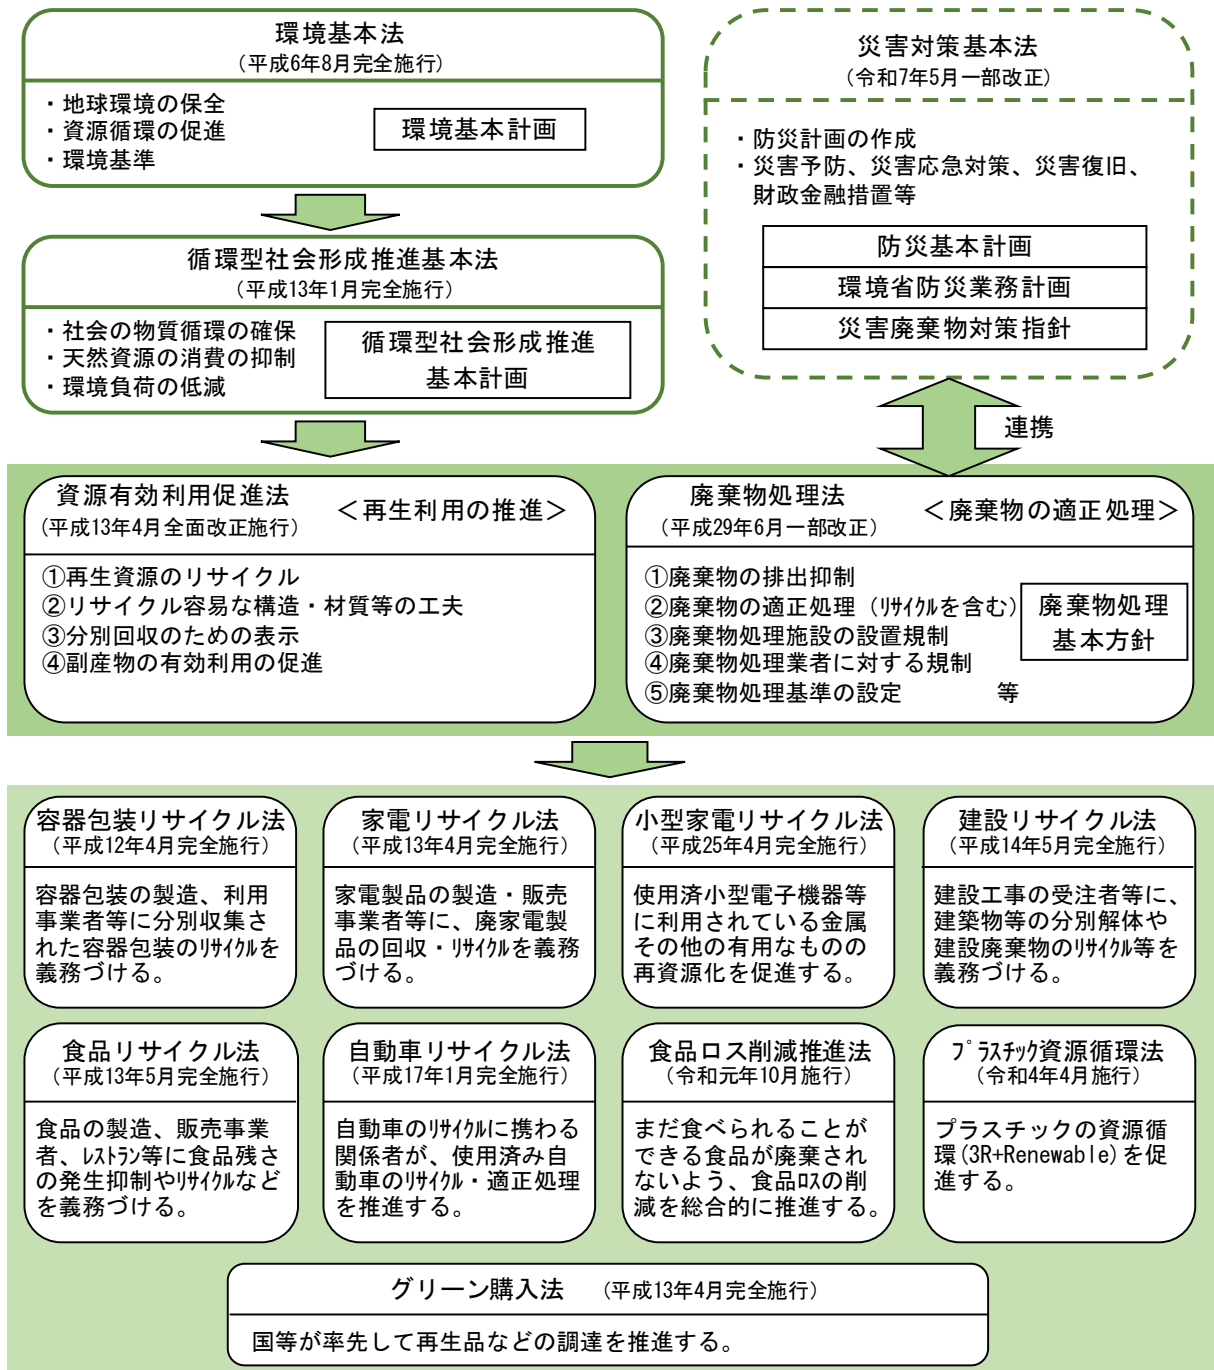 環境基本法
（平成6年8月完全施行）
・地球環境の保全
・資源循環の促進
・環境基準
環境基本計画
災害対策基本法
（令和7年5月一部改正）
・防災計画の作成
・災害予防、災害応急対策、災害復旧、
財政金融措置等
防災基本計画
環境省防災業務計画
災害廃棄物対策指針
循環型社会形成推進基本法
（平成13年1月完全施行）
・社会の物質循環の確保
・天然資源の消費の抑制
・環境負荷の低減
循環型社会形成推進
基本計画
連携
資源有効利用促進法
（平成13年4月全面改正施行）
＜再生利用の推進＞
①再生資源のリサイクル
②リサイクル容易な構造・材質等の工夫
③分別回収のための表示
④副産物の有効利用の促進
廃棄物処理法
（平成29年6月一部改正）
＜廃棄物の適正処理＞
①廃棄物の排出抑制
②廃棄物の適正処理（ﾘｻｲｸﾙを含む）
③廃棄物処理施設の設置規制
④廃棄物処理業者に対する規制
⑤廃棄物処理基準の設定　　　　等
廃棄物処理
基本方針
容器包装リサイクル法
（平成12年4月完全施行）
容器包装の製造、利用
事業者等に分別収集さ
れた容器包装のﾘｻｲｸﾙを
義務づける。
家電リサイクル法
（平成13年4月完全施行）
家電製品の製造・販売
事業者等に、廃家電製
品の回収・ﾘｻｲｸﾙを義務
づける。
小型家電リサイクル法
（平成25年4月完全施行）
使用済小型電子機器等
に利用されている金属
その他の有用なものの
再資源化を促進する。
建設リサイクル法
（平成14年5月完全施行）
建設工事の受注者等に、
建築物等の分別解体や
建設廃棄物のﾘｻｲｸﾙ等を
義務づける。
食品リサイクル法
（平成13年5月完全施行）
食品の製造、販売事業
者、ﾚｽﾄﾗﾝ等に食品残さ
の発生抑制やﾘｻｲｸﾙなど
を義務づける。
自動車リサイクル法
（平成17年1月完全施行）
自動車のﾘｻｲｸﾙに携わる
関係者が、使用済み自
動車のﾘｻｲｸﾙ・適正処理
を推進する。
食品ロス削減推進法
（令和元年10月施行）
まだ食べられることが
できる食品が廃棄され
ないよう、食品ﾛｽの削
減を総合的に推進する。
ﾌﾟﾗｽﾁｯｸ資源循環法
（令和4年4月施行）
プラスチックの資源循
環(3R+Renewable)を促
進する。
グリーン購入法　（平成13年4月完全施行）
国等が率先して再生品などの調達を推進する。